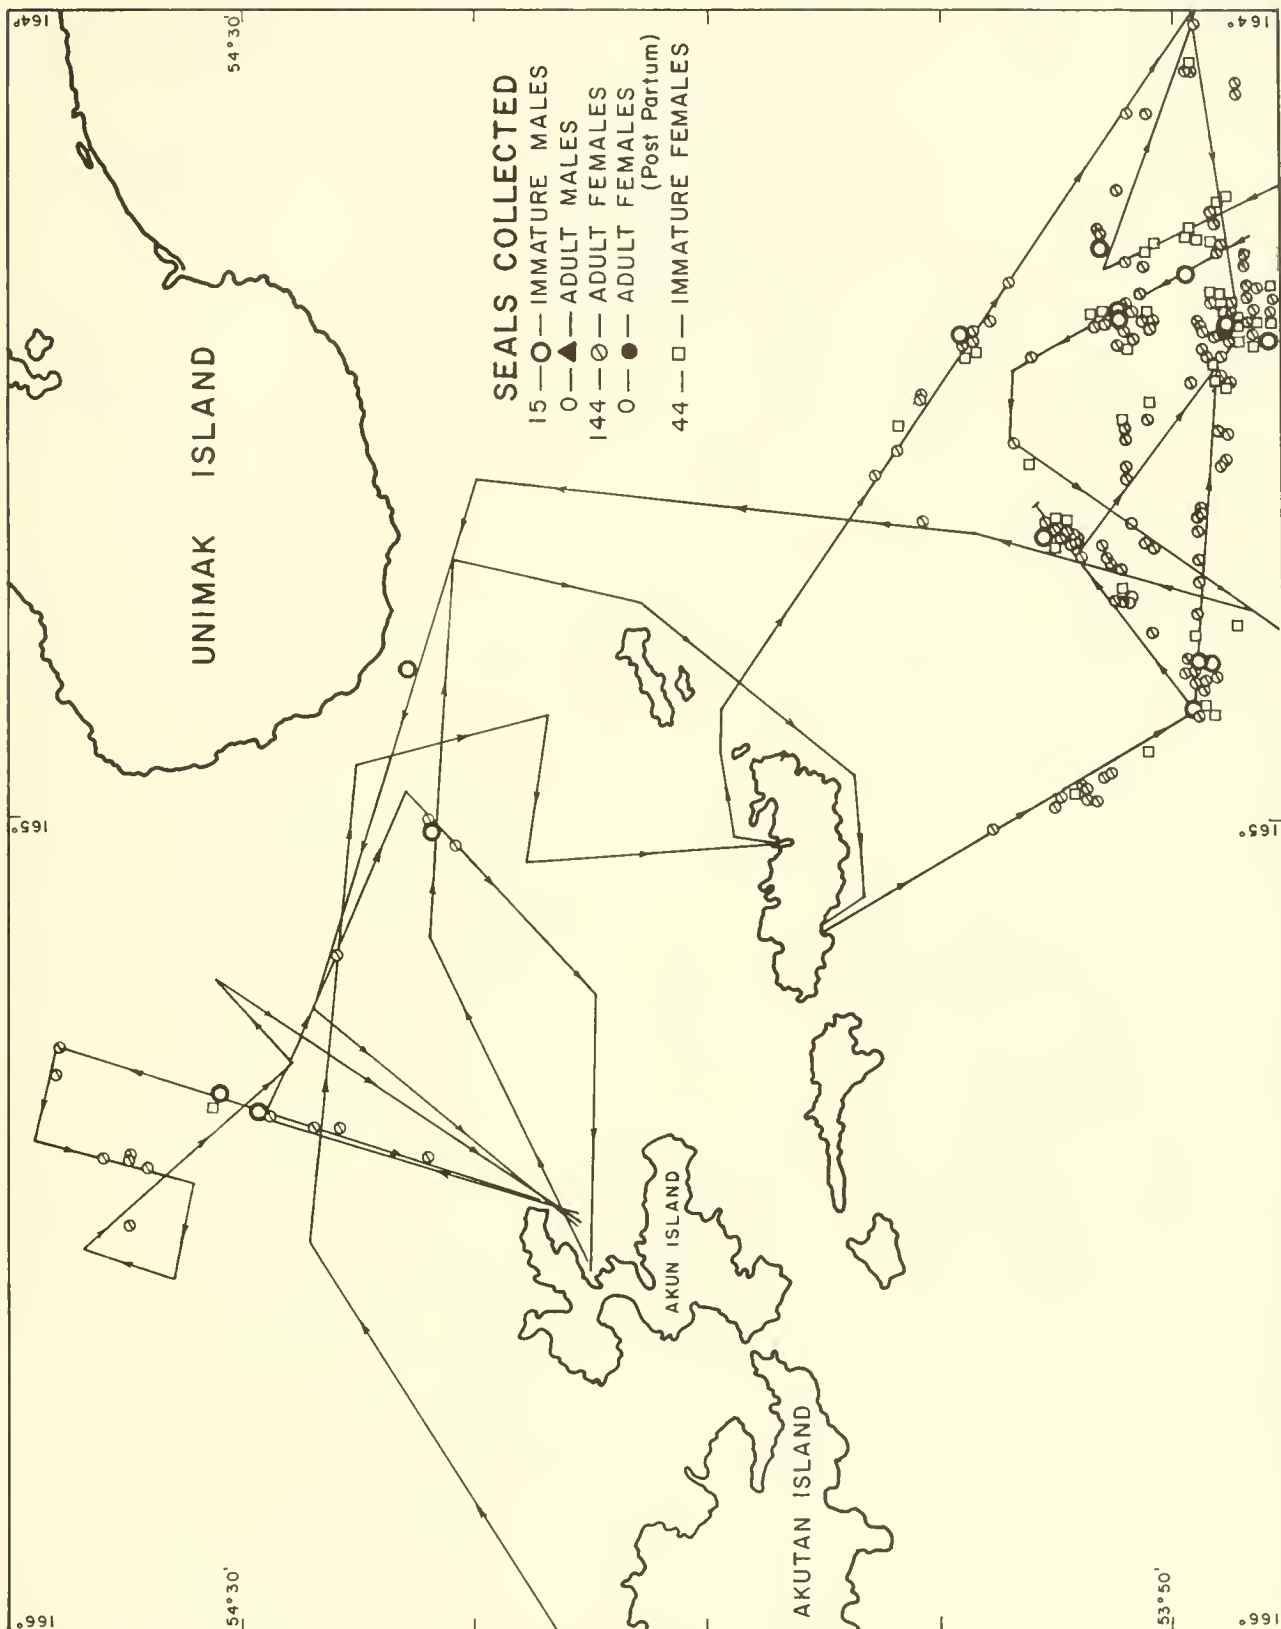 166°
165°
164°
54°30'
54°30
UNIMAK ISLAND
SEALS COLLECTED
15 — IMMATURE MALES
0 — ADULT MALES
144 — ADULT FEMALES
0 — ADULT FEMALES
(Post Partum)
44 — IMMATURE FEMALES
AKUN ISLAND
AKUTAN ISLAND
53°50'
166°
165°
164°